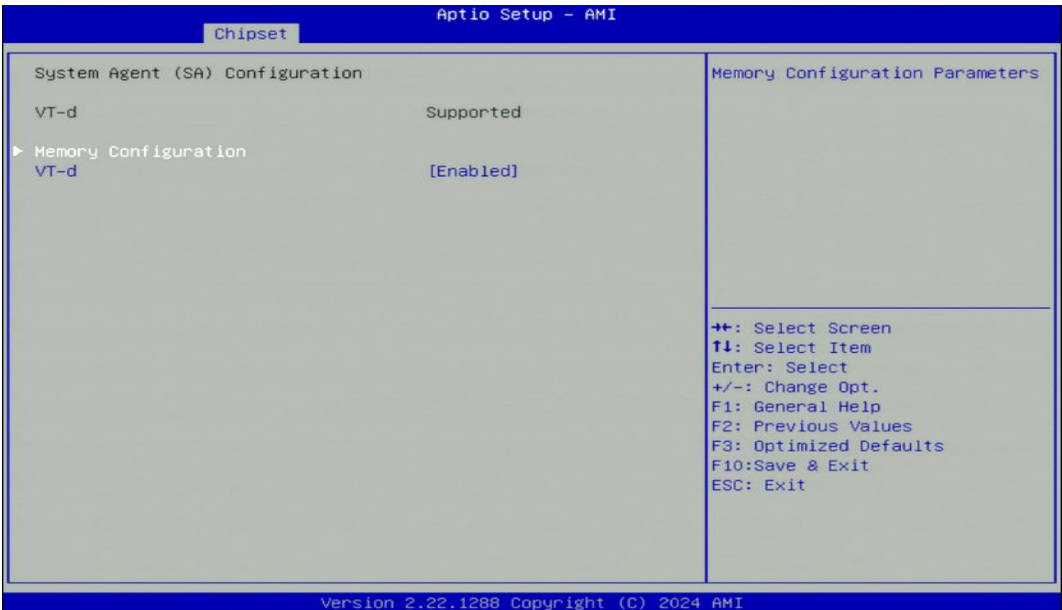 Aptio Setup - AMI
Chipset
System Agent (SA) Configuration
VT-d Supported
▶ Memory Configuration
VT-d [Enabled]
Memory Configuration Parameters
→←: Select Screen
↑↓: Select Item
Enter: Select
+/-: Change Opt.
F1: General Help
F2: Previous Values
F3: Optimized Defaults
F10:Save & Exit
ESC: Exit
Version 2.22.1288 Copyright (C) 2024 AMI